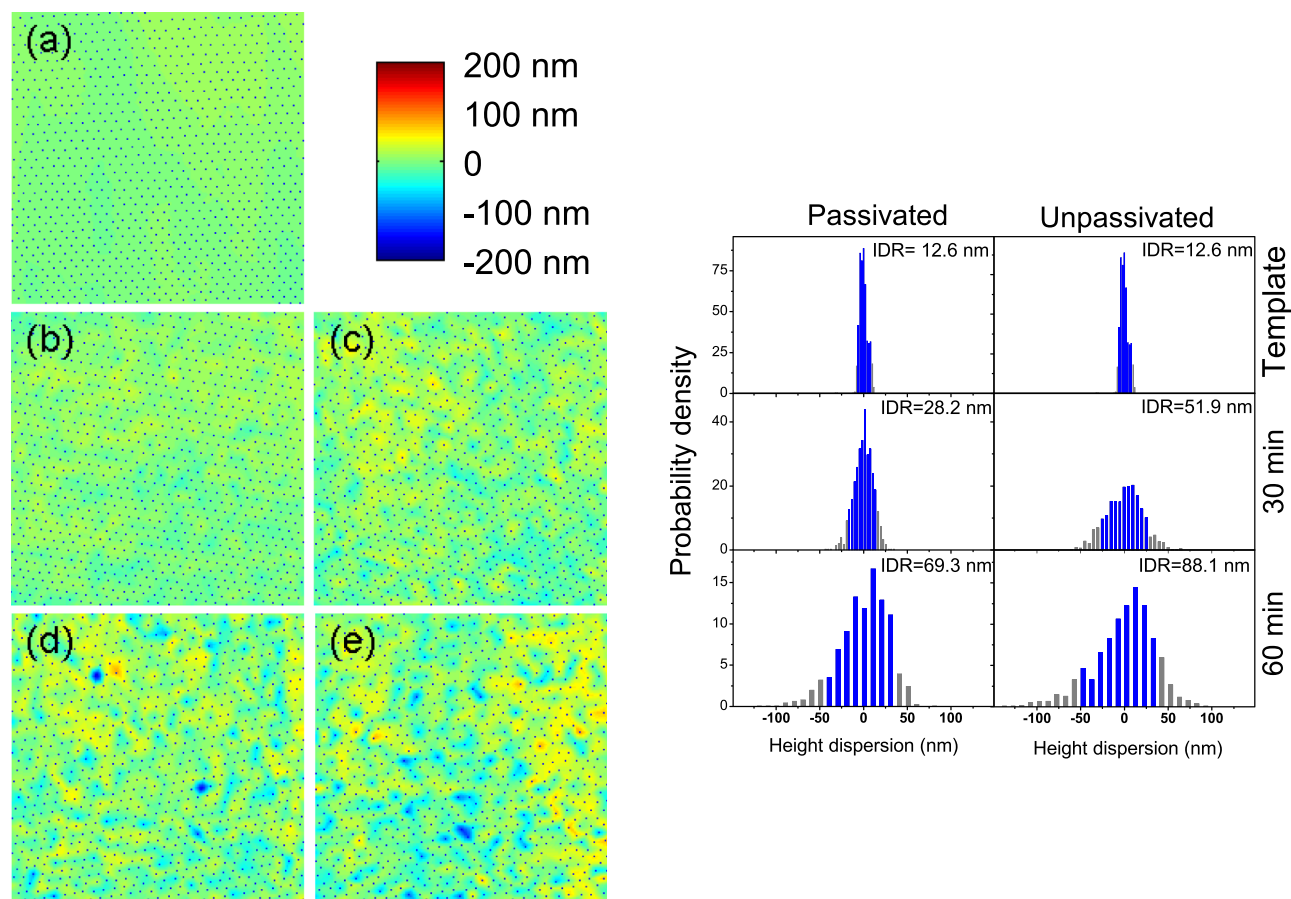 (a)
200 nm
100 nm
0
-100 nm
-200 nm
(b)
(c)
(d)
(e)
Passivated
Unpassivated
Probability density
75
50
25
0
IDR= 12.6 nm
IDR=12.6 nm
Template
40
20
0
IDR=28.2 nm
IDR=51.9 nm
30 min
15
10
5
0
IDR=69.3 nm
IDR=88.1 nm
60 min
-100 -50 0 50 100
-100 -50 0 50 100
Height dispersion (nm)
Height dispersion (nm)